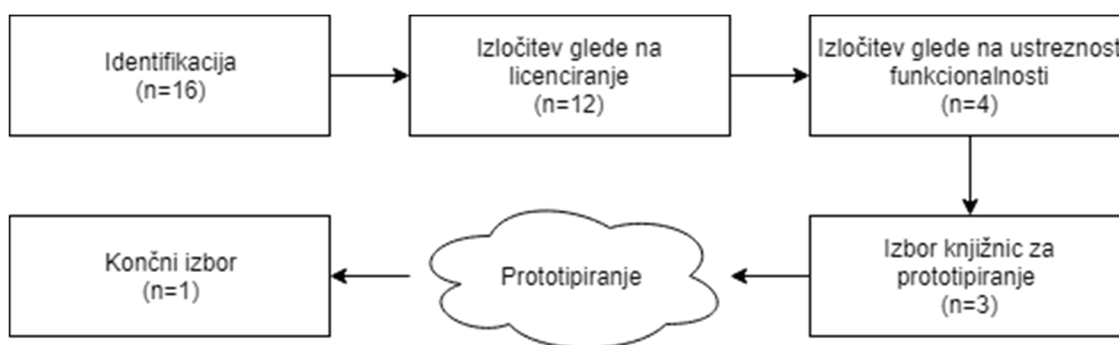 Identifikacija
(n=16)
Izločitev glede na
licenciranje
(n=12)
Izločitev glede na ustreznost
funkcionalnosti
(n=4)
Izbor knjižnic za
prototipiranje
(n=3)
Prototipiranje
Končni izbor
(n=1)